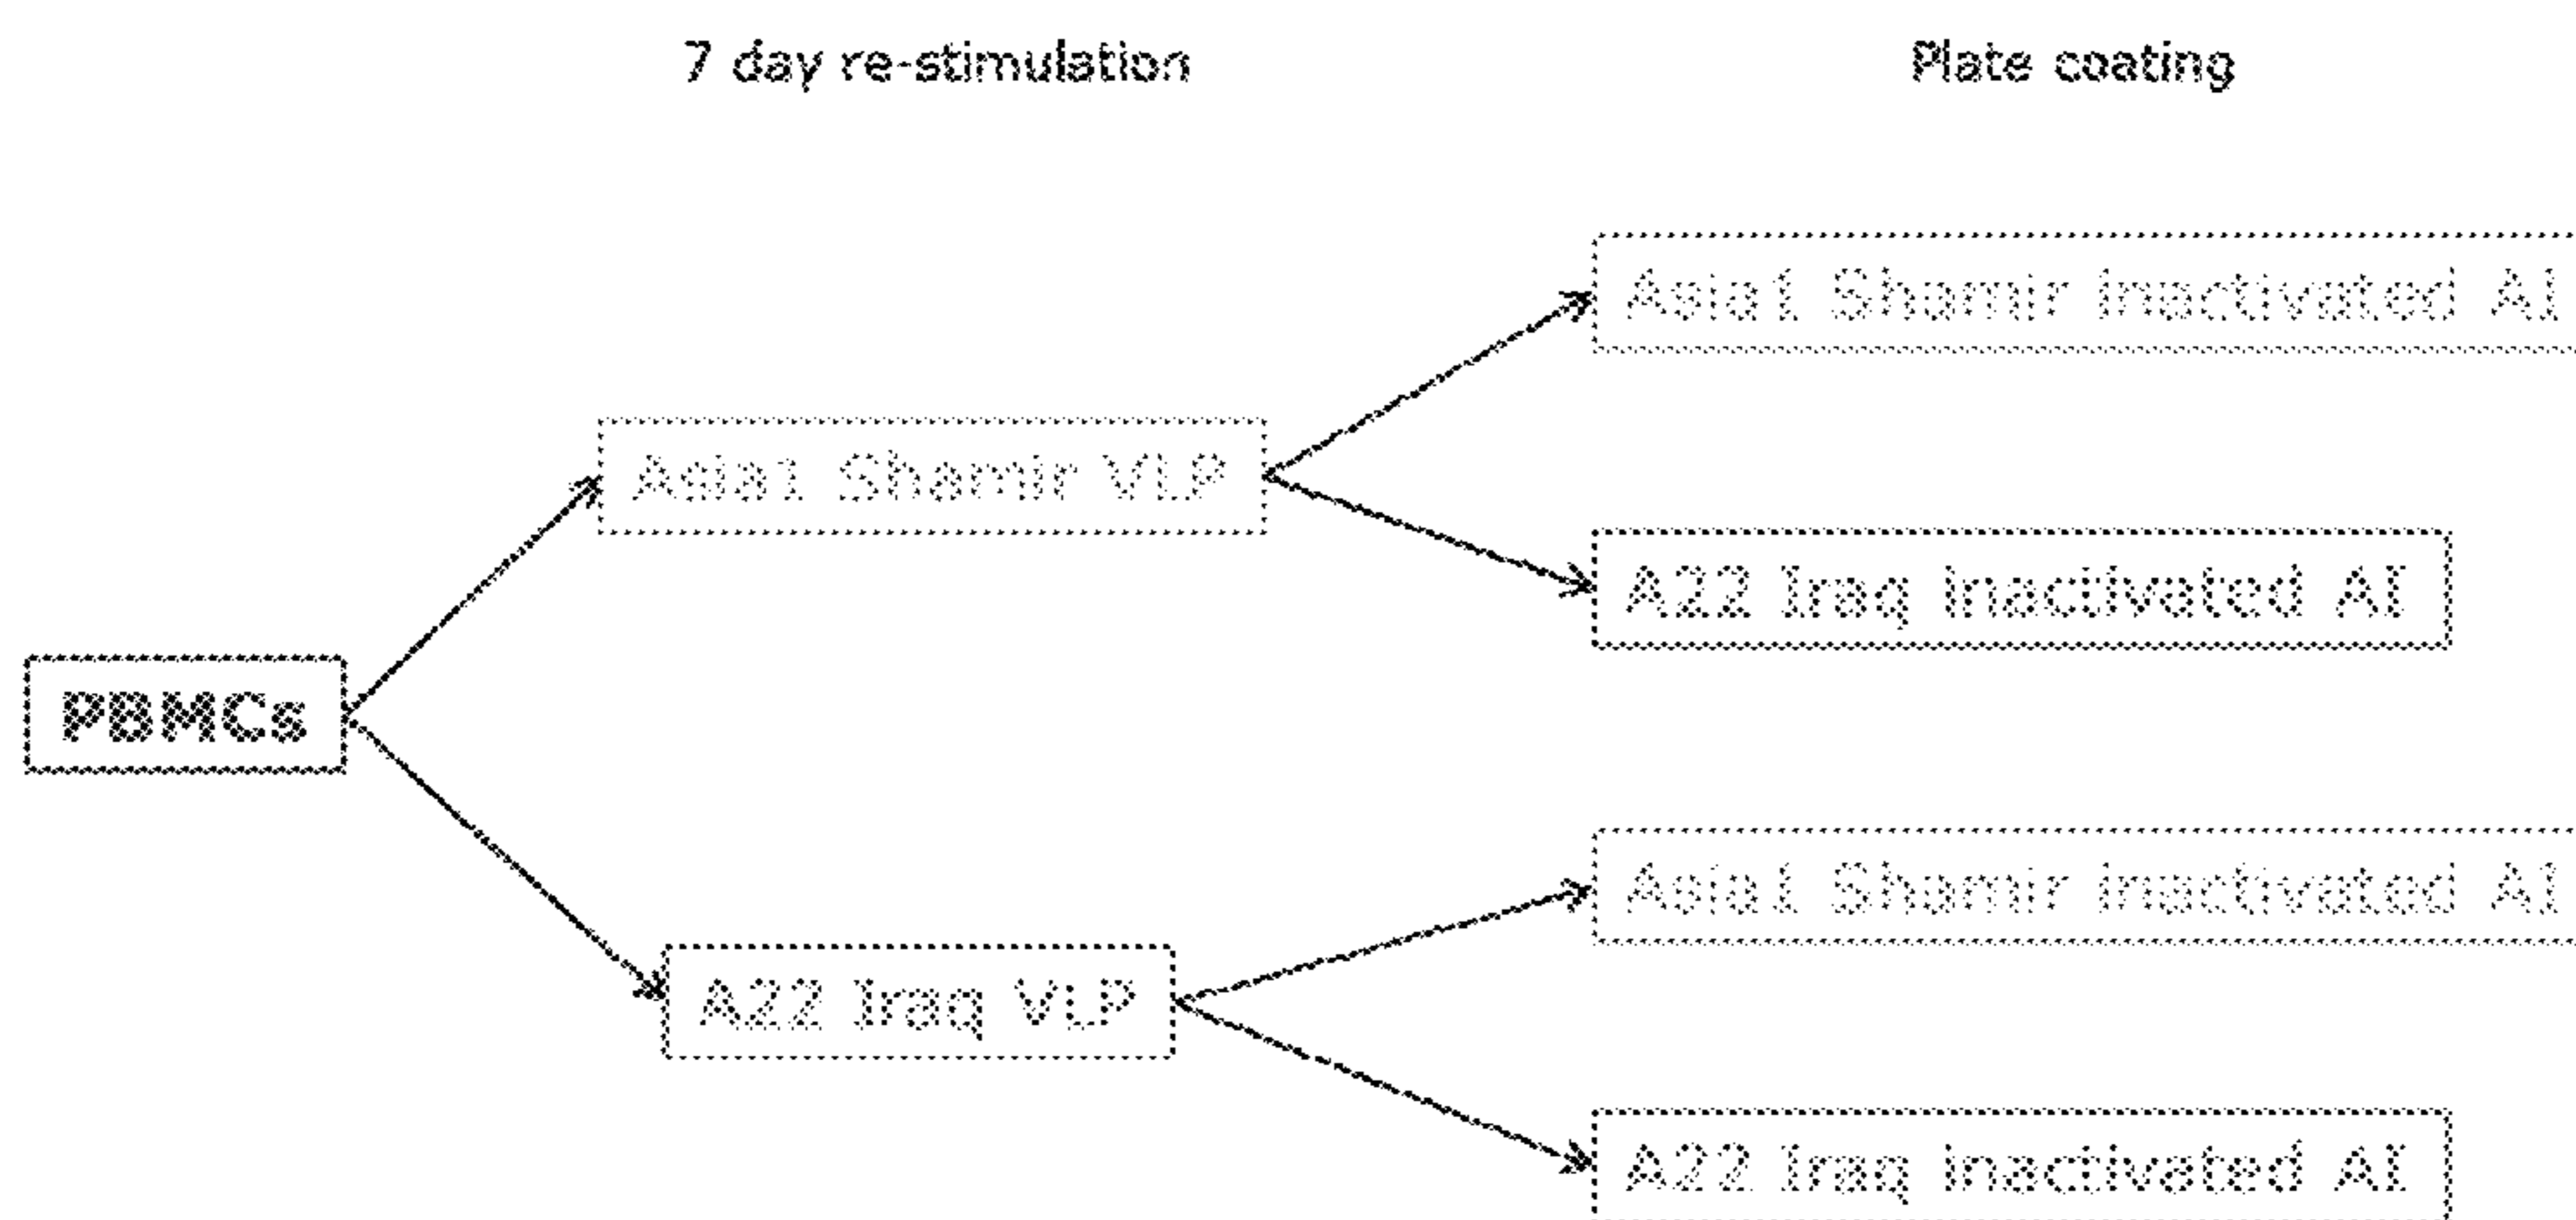 7 day re-stimulation
Plate coating
Asia1 Shamir inactivated AI
Asia1 Shamir VLP
A22 Iraq inactivated AI
PBMCs
Asia1 Shamir inactivated AI
A22 Iraq VLP
A22 Iraq inactivated AI